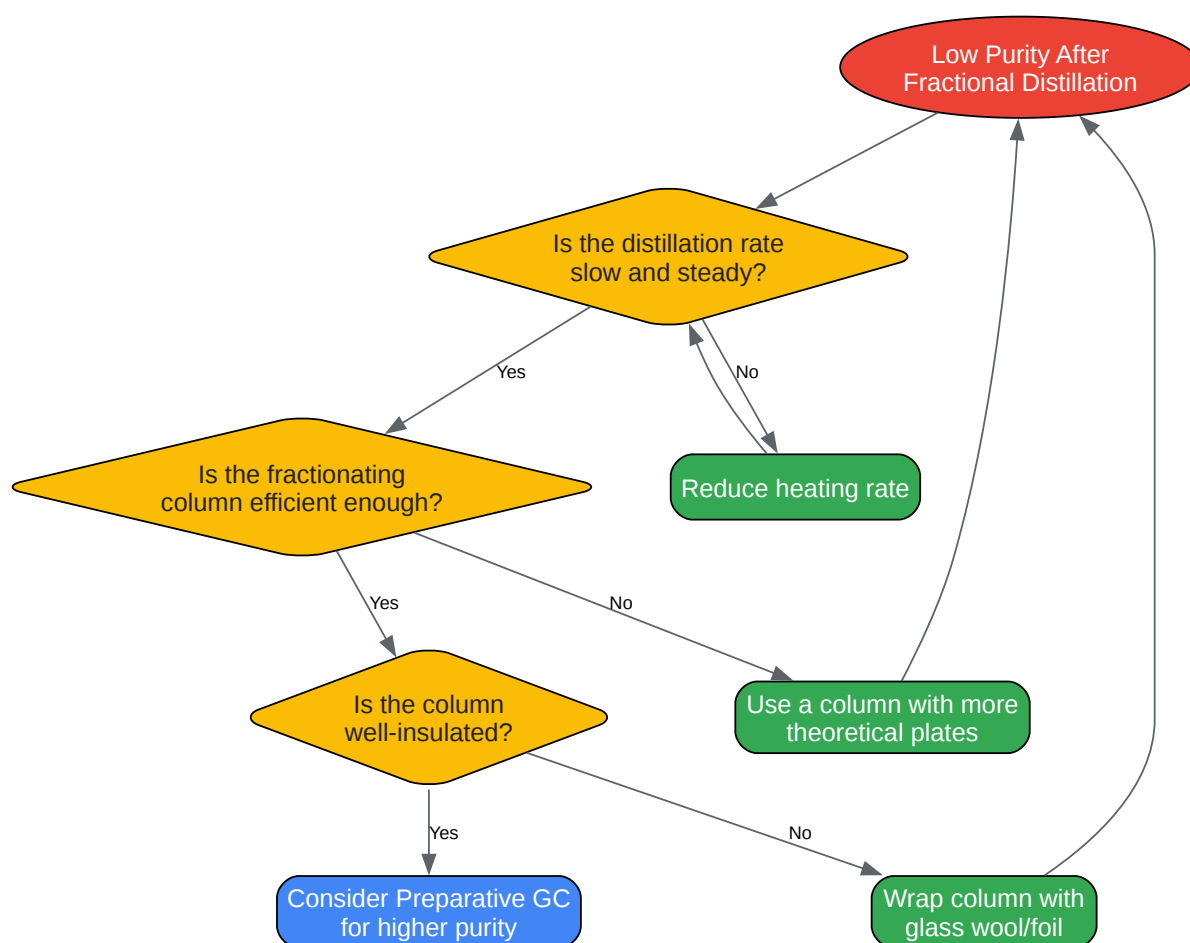 Low Purity After
Fractional Distillation
Is the distillation rate
slow and steady?
Yes
No
Is the fractionating
column efficient enough?
Reduce heating rate
Yes
No
Is the column
well-insulated?
Use a column with more
theoretical plates
Yes
No
Consider Preparative GC
for higher purity
Wrap column with
glass wool/foil